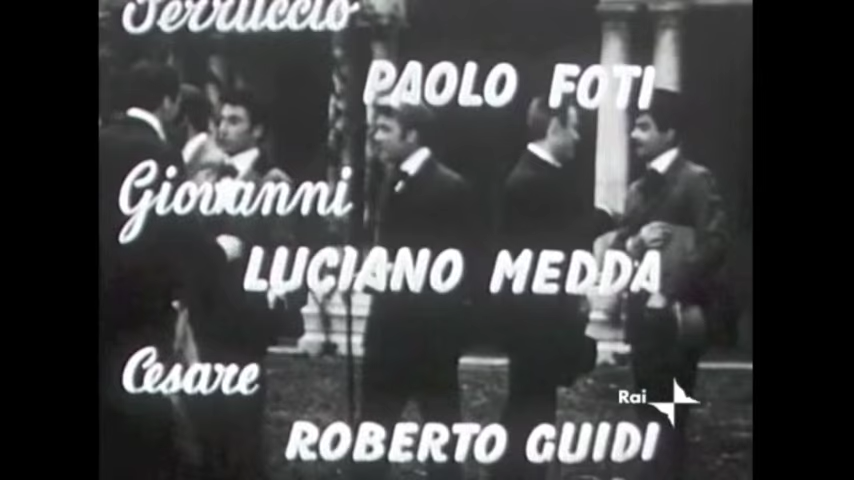 Ferruccio
PAOLO FOTI
Giovanni
LUCIANO MEDDA
Cesare
Rai
ROBERTO GUIDI